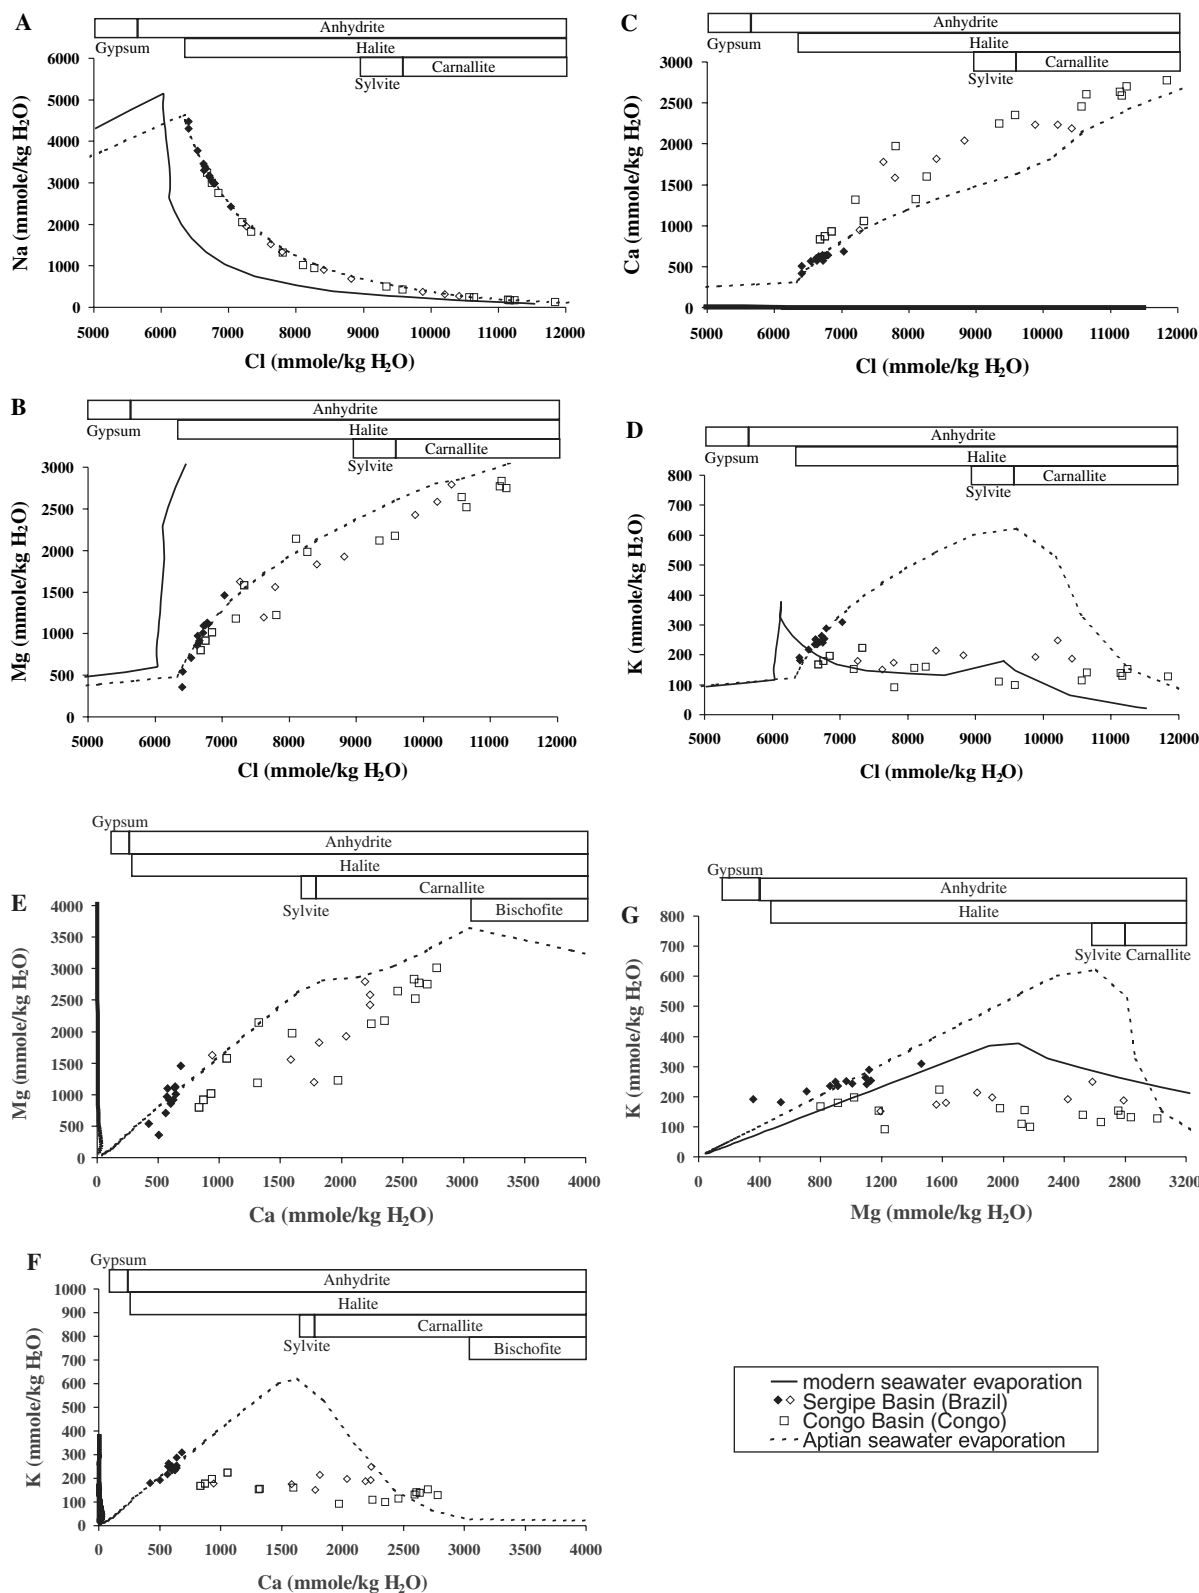 A
Anhydrite
Gypsum
Halite
Sylvite
Carnallite
6000
5000
4000
3000
2000
1000
0
Na (mmole/kg H₂O)
5000 6000 7000 8000 9000 10000 11000 12000
Cl (mmole/kg H₂O)
C
Anhydrite
Gypsum
Halite
Sylvite
Carnallite
3000
2500
2000
1500
1000
500
0
Ca (mmole/kg H₂O)
5000 6000 7000 8000 9000 10000 11000 12000
Cl (mmole/kg H₂O)
B
Anhydrite
Gypsum
Halite
Sylvite
Carnallite
3000
2500
2000
1500
1000
500
0
Mg (mmole/kg H₂O)
5000 6000 7000 8000 9000 10000 11000 12000
Cl (mmole/kg H₂O)
D
Anhydrite
Gypsum
Halite
Sylvite
Carnallite
800
700
600
500
400
300
200
100
0
K (mmole/kg H₂O)
5000 6000 7000 8000 9000 10000 11000 12000
Cl (mmole/kg H₂O)
E
Gypsum
Anhydrite
Halite
Carnallite
Sylvite
Bischofite
4000
3500
3000
2500
2000
1500
1000
500
0
Mg (mmole/kg H₂O)
0 500 1000 1500 2000 2500 3000 3500 4000
Ca (mmole/kg H₂O)
G
Gypsum
Anhydrite
Halite
Sylvite
Carnallite
800
700
600
500
400
300
200
100
0
K (mmole/kg H₂O)
0 400 800 1200 1600 2000 2400 2800 3200
Mg (mmole/kg H₂O)
F
Gypsum
Anhydrite
Halite
Carnallite
Sylvite
Bischofite
1000
900
800
700
600
500
400
300
200
100
0
K (mmole/kg H₂O)
0 500 1000 1500 2000 2500 3000 3500 4000
Ca (mmole/kg H₂O)
modern seawater evaporation
Sergipe Basin (Brazil)
Congo Basin (Congo)
Aptian seawater evaporation